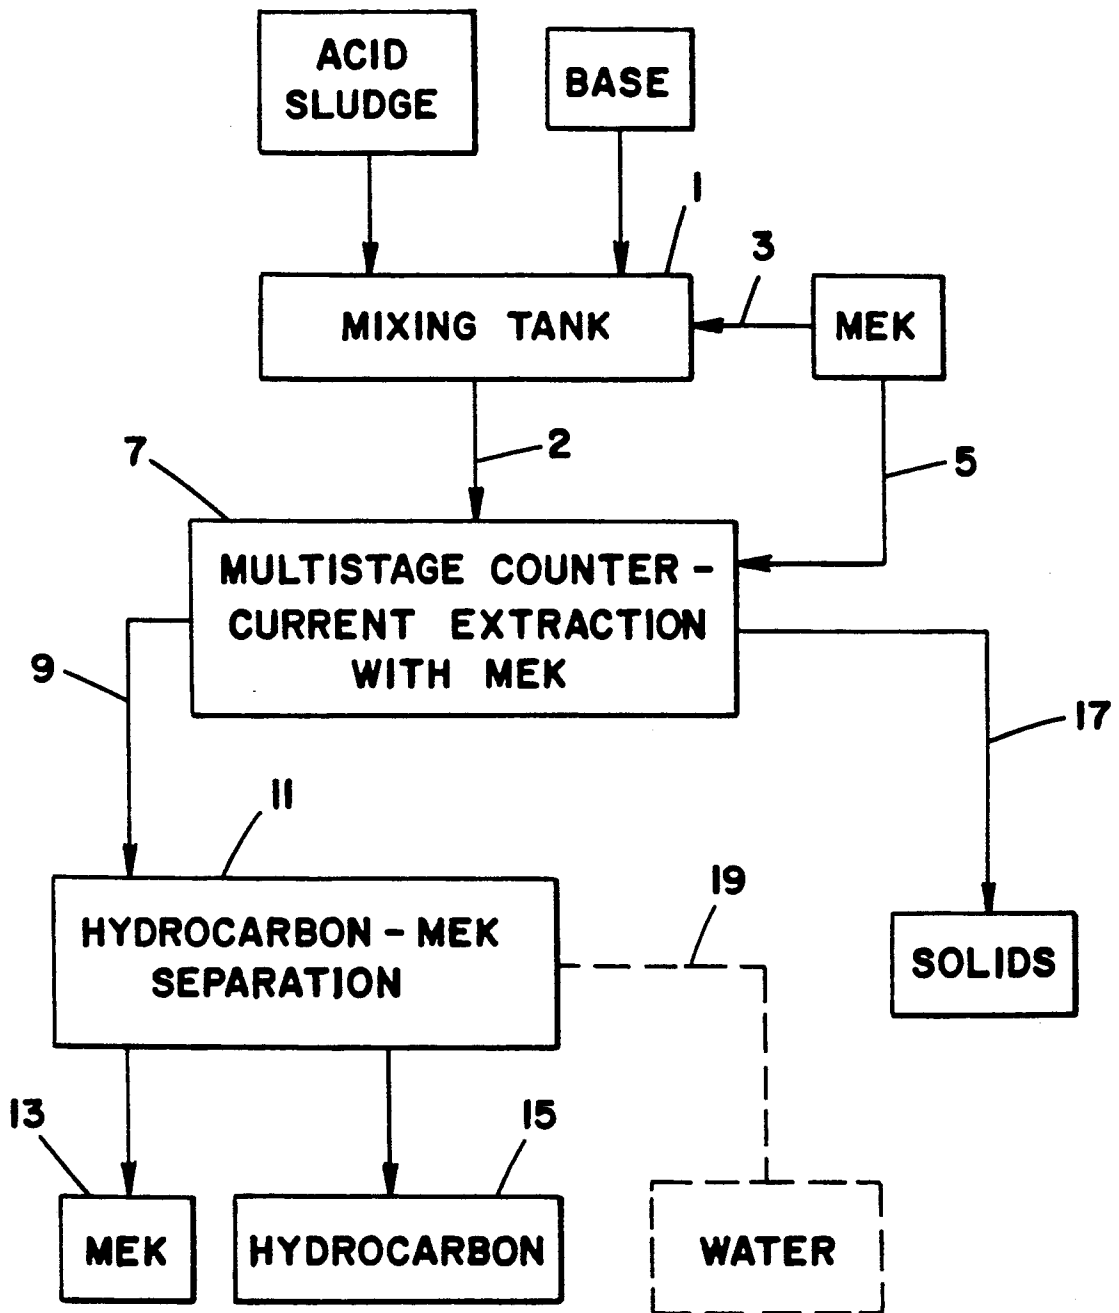 ACID
SLUDGE
BASE
1
3
MIXING TANK
MEK
2
5
7
MULTISTAGE COUNTER-
CURRENT EXTRACTION
WITH MEK
9
17
11
19
HYDROCARBON-MEK
SEPARATION
SOLIDS
13
15
MEK
HYDROCARBON
WATER